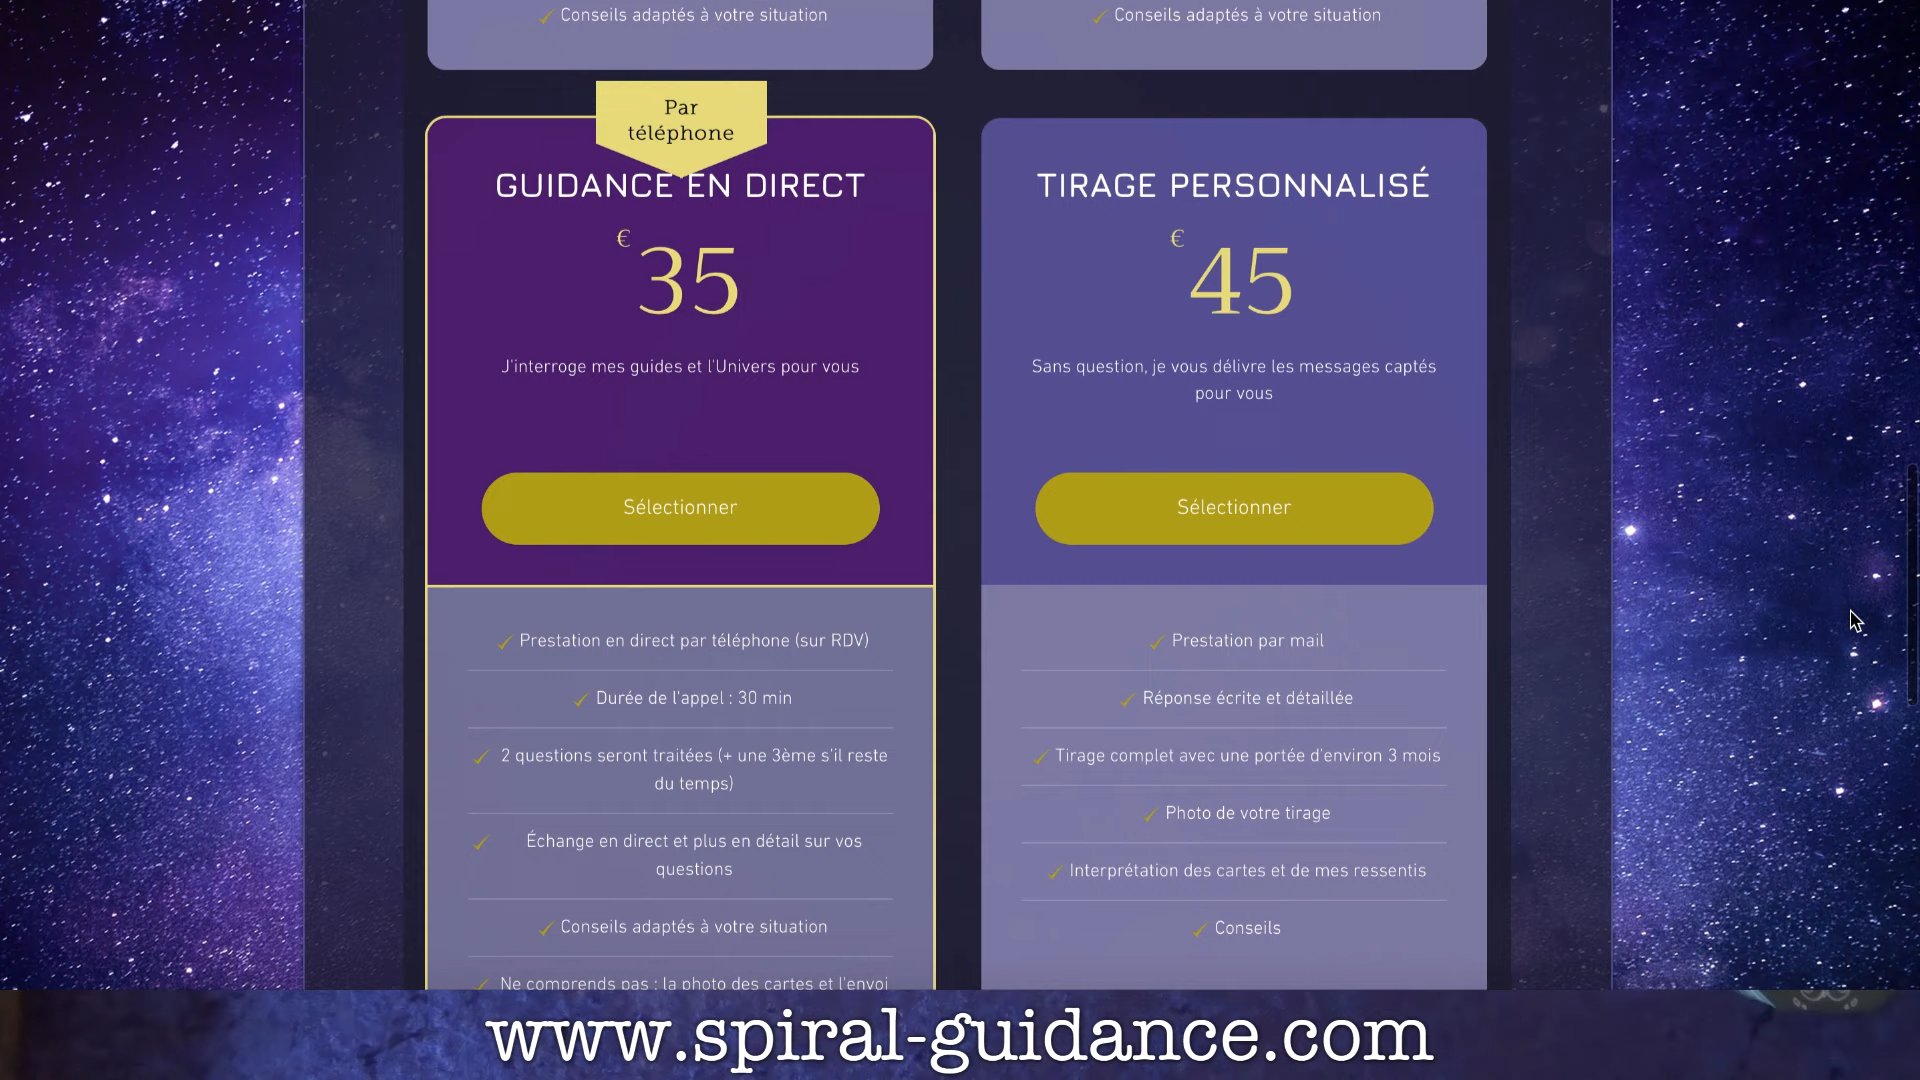 Conseils adaptés à votre situation
Conseils adaptés à votre situation
Par
téléphone
GUIDANCE EN DIRECT
€
35
J'interroge mes guides et l'Univers pour vous
Sélectionner
Prestation en direct par téléphone (sur RDV)
Durée de l'appel : 30 min
2 questions seront traitées (+ une 3ème s'il reste
du temps)
Échange en direct et plus en détail sur vos
questions
Conseils adaptés à votre situation
Ne comprends pas : la photo des cartes et l'envoi
TIRAGE PERSONNALISÉ
€
45
Sans question, je vous délivre les messages captés
pour vous
Sélectionner
Prestation par mail
Réponse écrite et détaillée
Tirage complet avec une portée d'environ 3 mois
Photo de votre tirage
Interprétation des cartes et de mes ressentis
Conseils
www.spiral-guidance.com